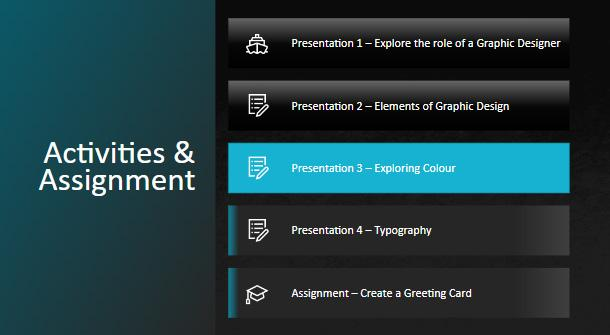 Activities &
Assignment
Presentation 1 – Explore the role of a Graphic Designer
Presentation 2 – Elements of Graphic Design
Presentation 3 – Exploring Colour
Presentation 4 – Typography
Assignment – Create a Greeting Card